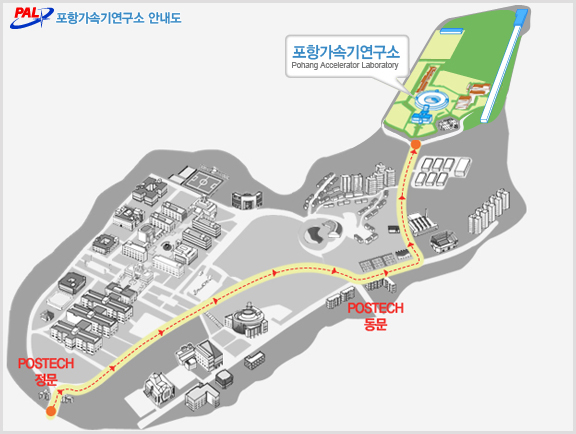 PAL 포항가속기연구소 안내도
포항가속기연구소
Pohang Accelerator Laboratory
POSTECH
동문
POSTECH
정문